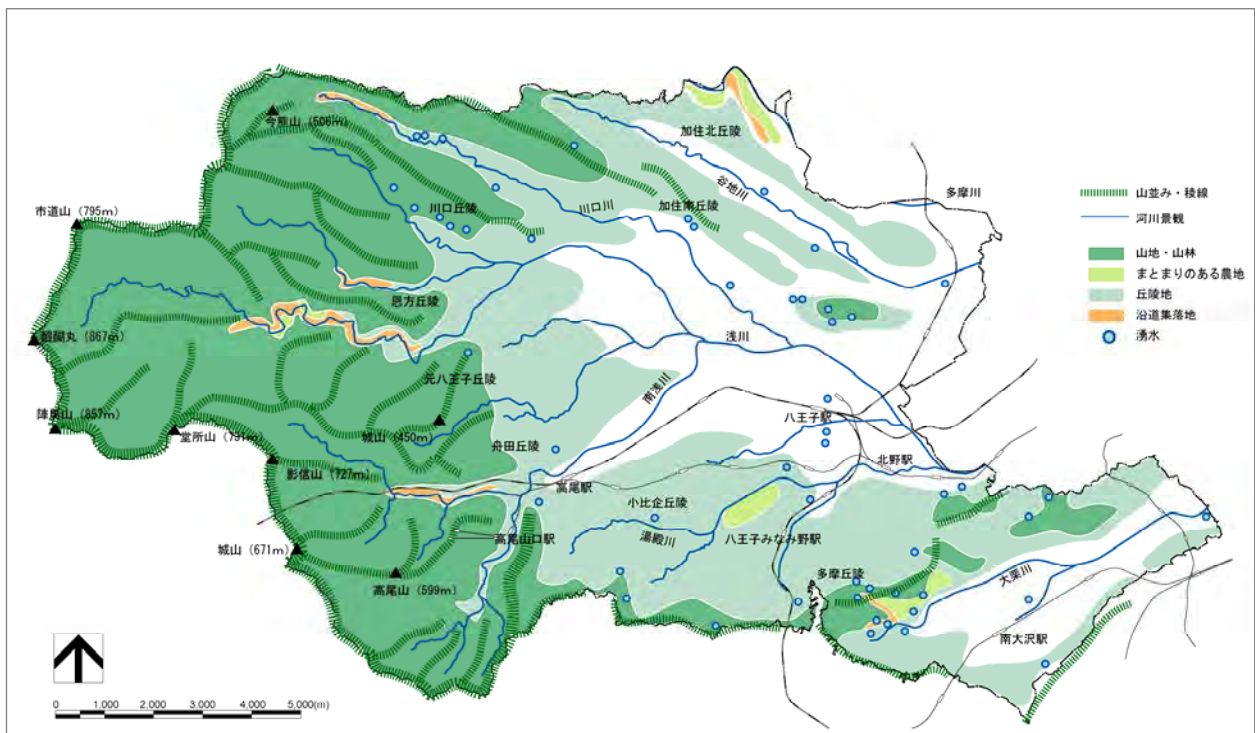 今熊山（506m）
加住北丘陵
谷地川
多摩川
市道山（795m）
川口丘陵
川口川
加住南丘陵
山並み・稜線
河川景観
山地・山林
まとまりのある農地
丘陵地
沿道集落地
湧水
恩方丘陵
醍醐丸（867m）
浅川
元八王子丘陵
南浅川
陣馬山（857m）
堂所山（791m）
城山（450m）
八王子駅
舟田丘陵
北野駅
影信山（727m）
高尾駅
小比企丘陵
高尾山口駅
湯殿川
八王子みなみ野駅
城山（671m）
高尾山（599m）
多摩丘陵
大栗川
南大沢駅
0 1,000 2,000 3,000 4,000 5,000(m)